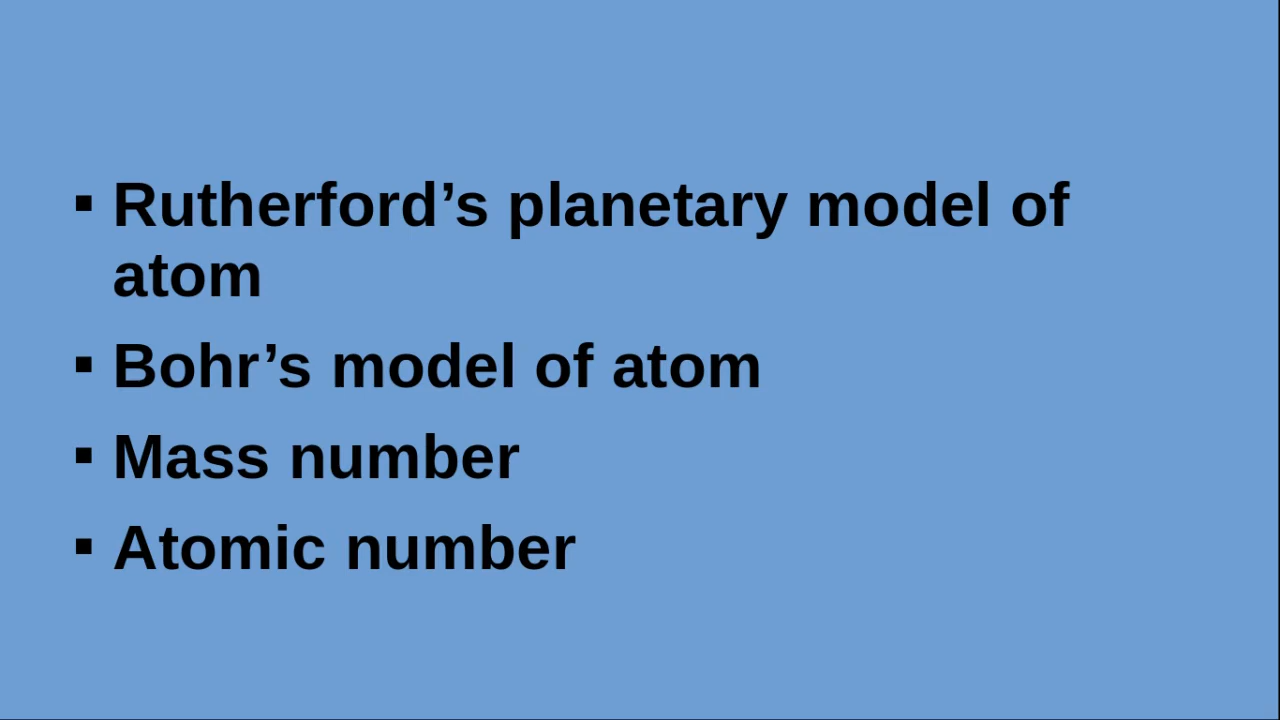 ▪ Rutherford’s planetary model of
atom
▪ Bohr’s model of atom
▪ Mass number
▪ Atomic number